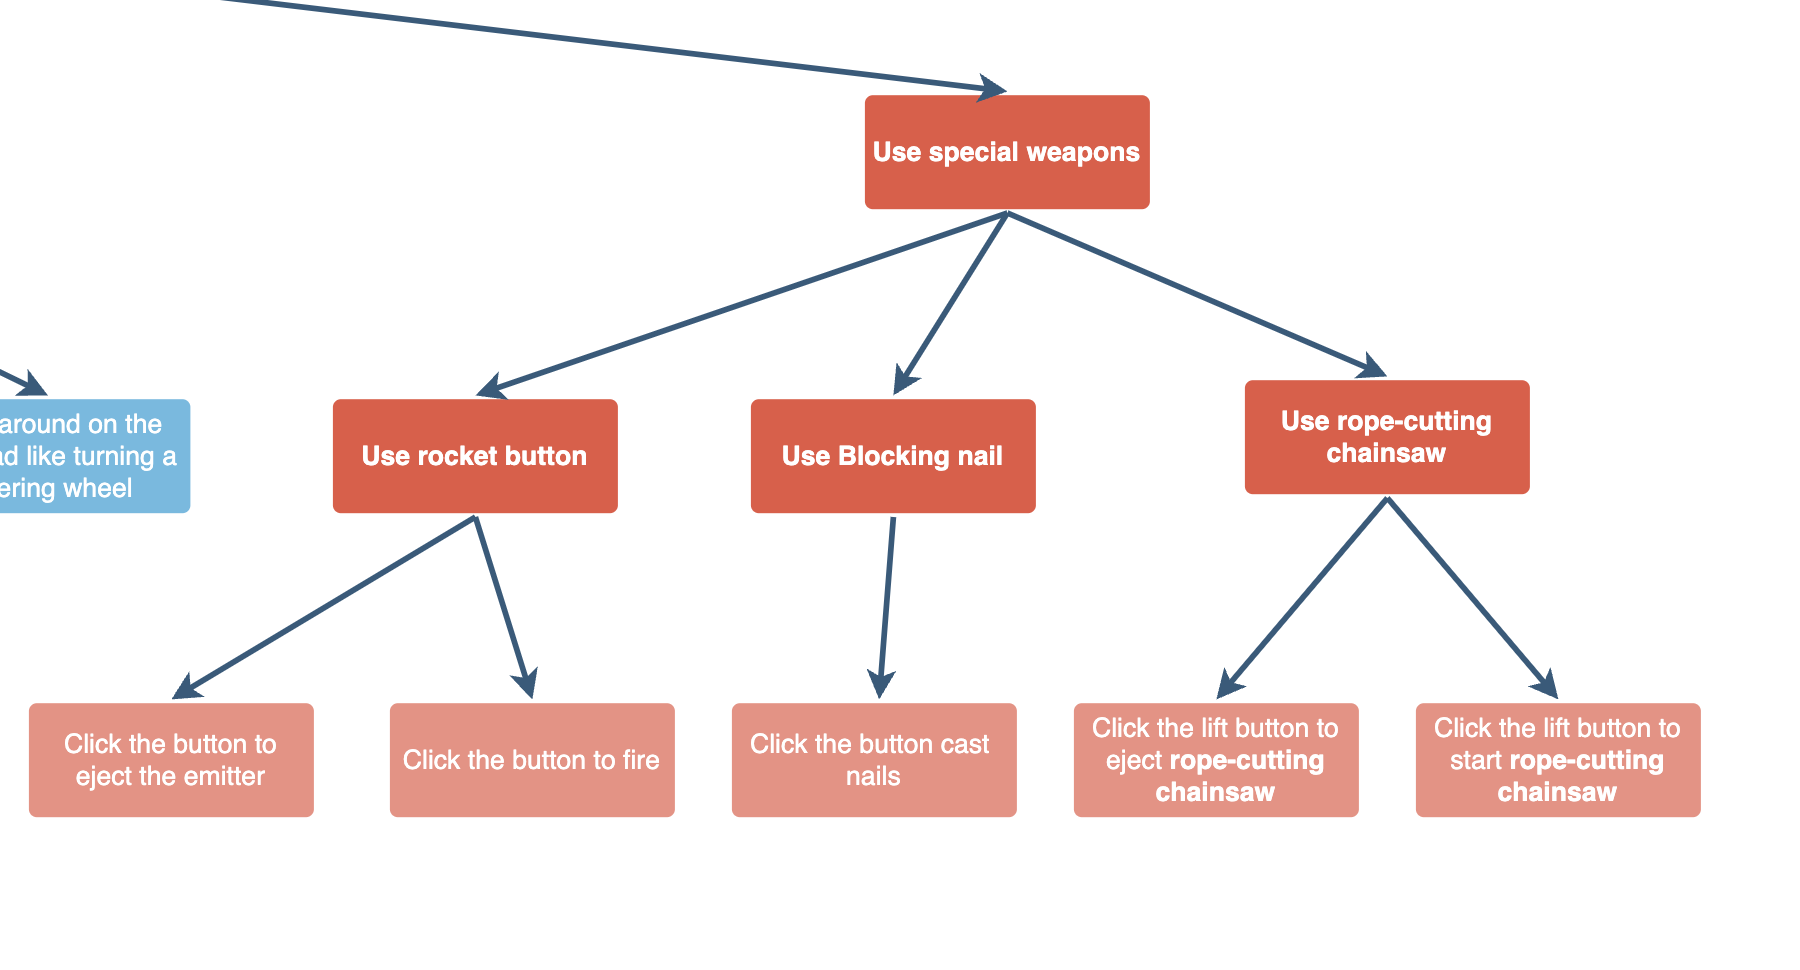 Use special weapons
around on the
like turning a
wheel
Use rocket button
Use Blocking nail
Use rope-cutting
chainsaw
Click the button to
eject the emitter
Click the button to fire
Click the button cast
nails
Click the lift button to
eject rope-cutting
chainsaw
Click the lift button to
start rope-cutting
chainsaw